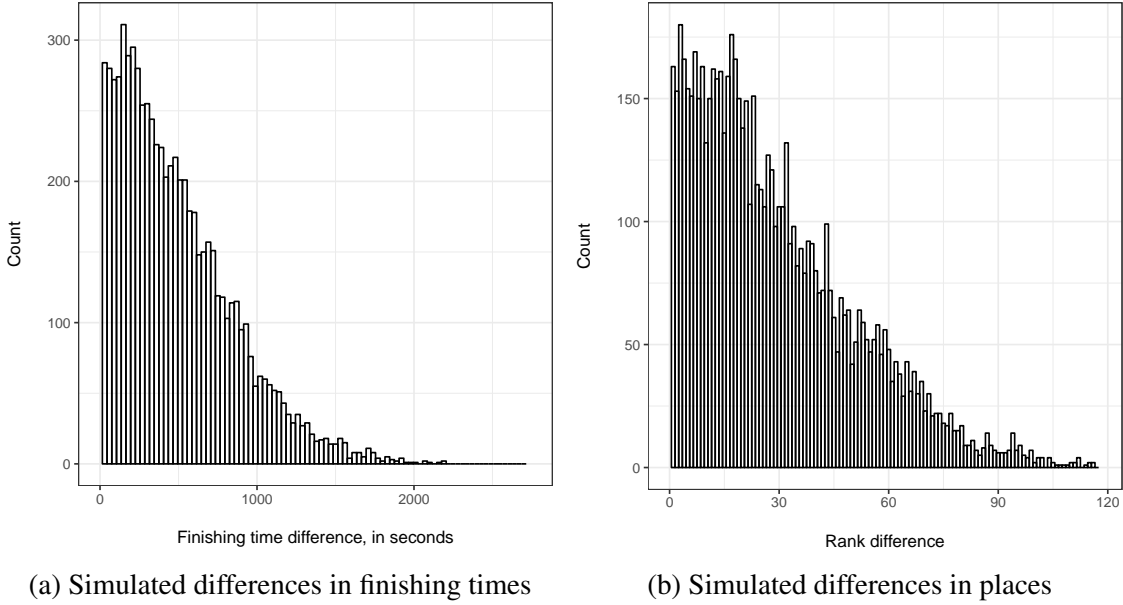 300
200
100
0
Count
0
1000
2000
Finishing time difference, in seconds
(a) Simulated differences in finishing times
150
100
50
0
Count
0
30
60
90
120
Rank difference
(b) Simulated differences in places